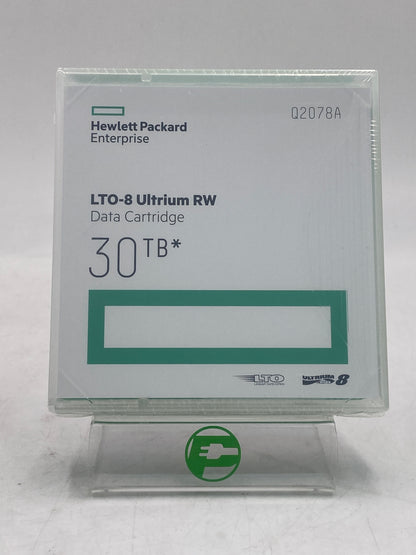 Hewlett Packard
Enterprise
Q2078A
LTO-8 Ultrium RW
Data Cartridge
30TB*
LTO
ULTRIUM 8